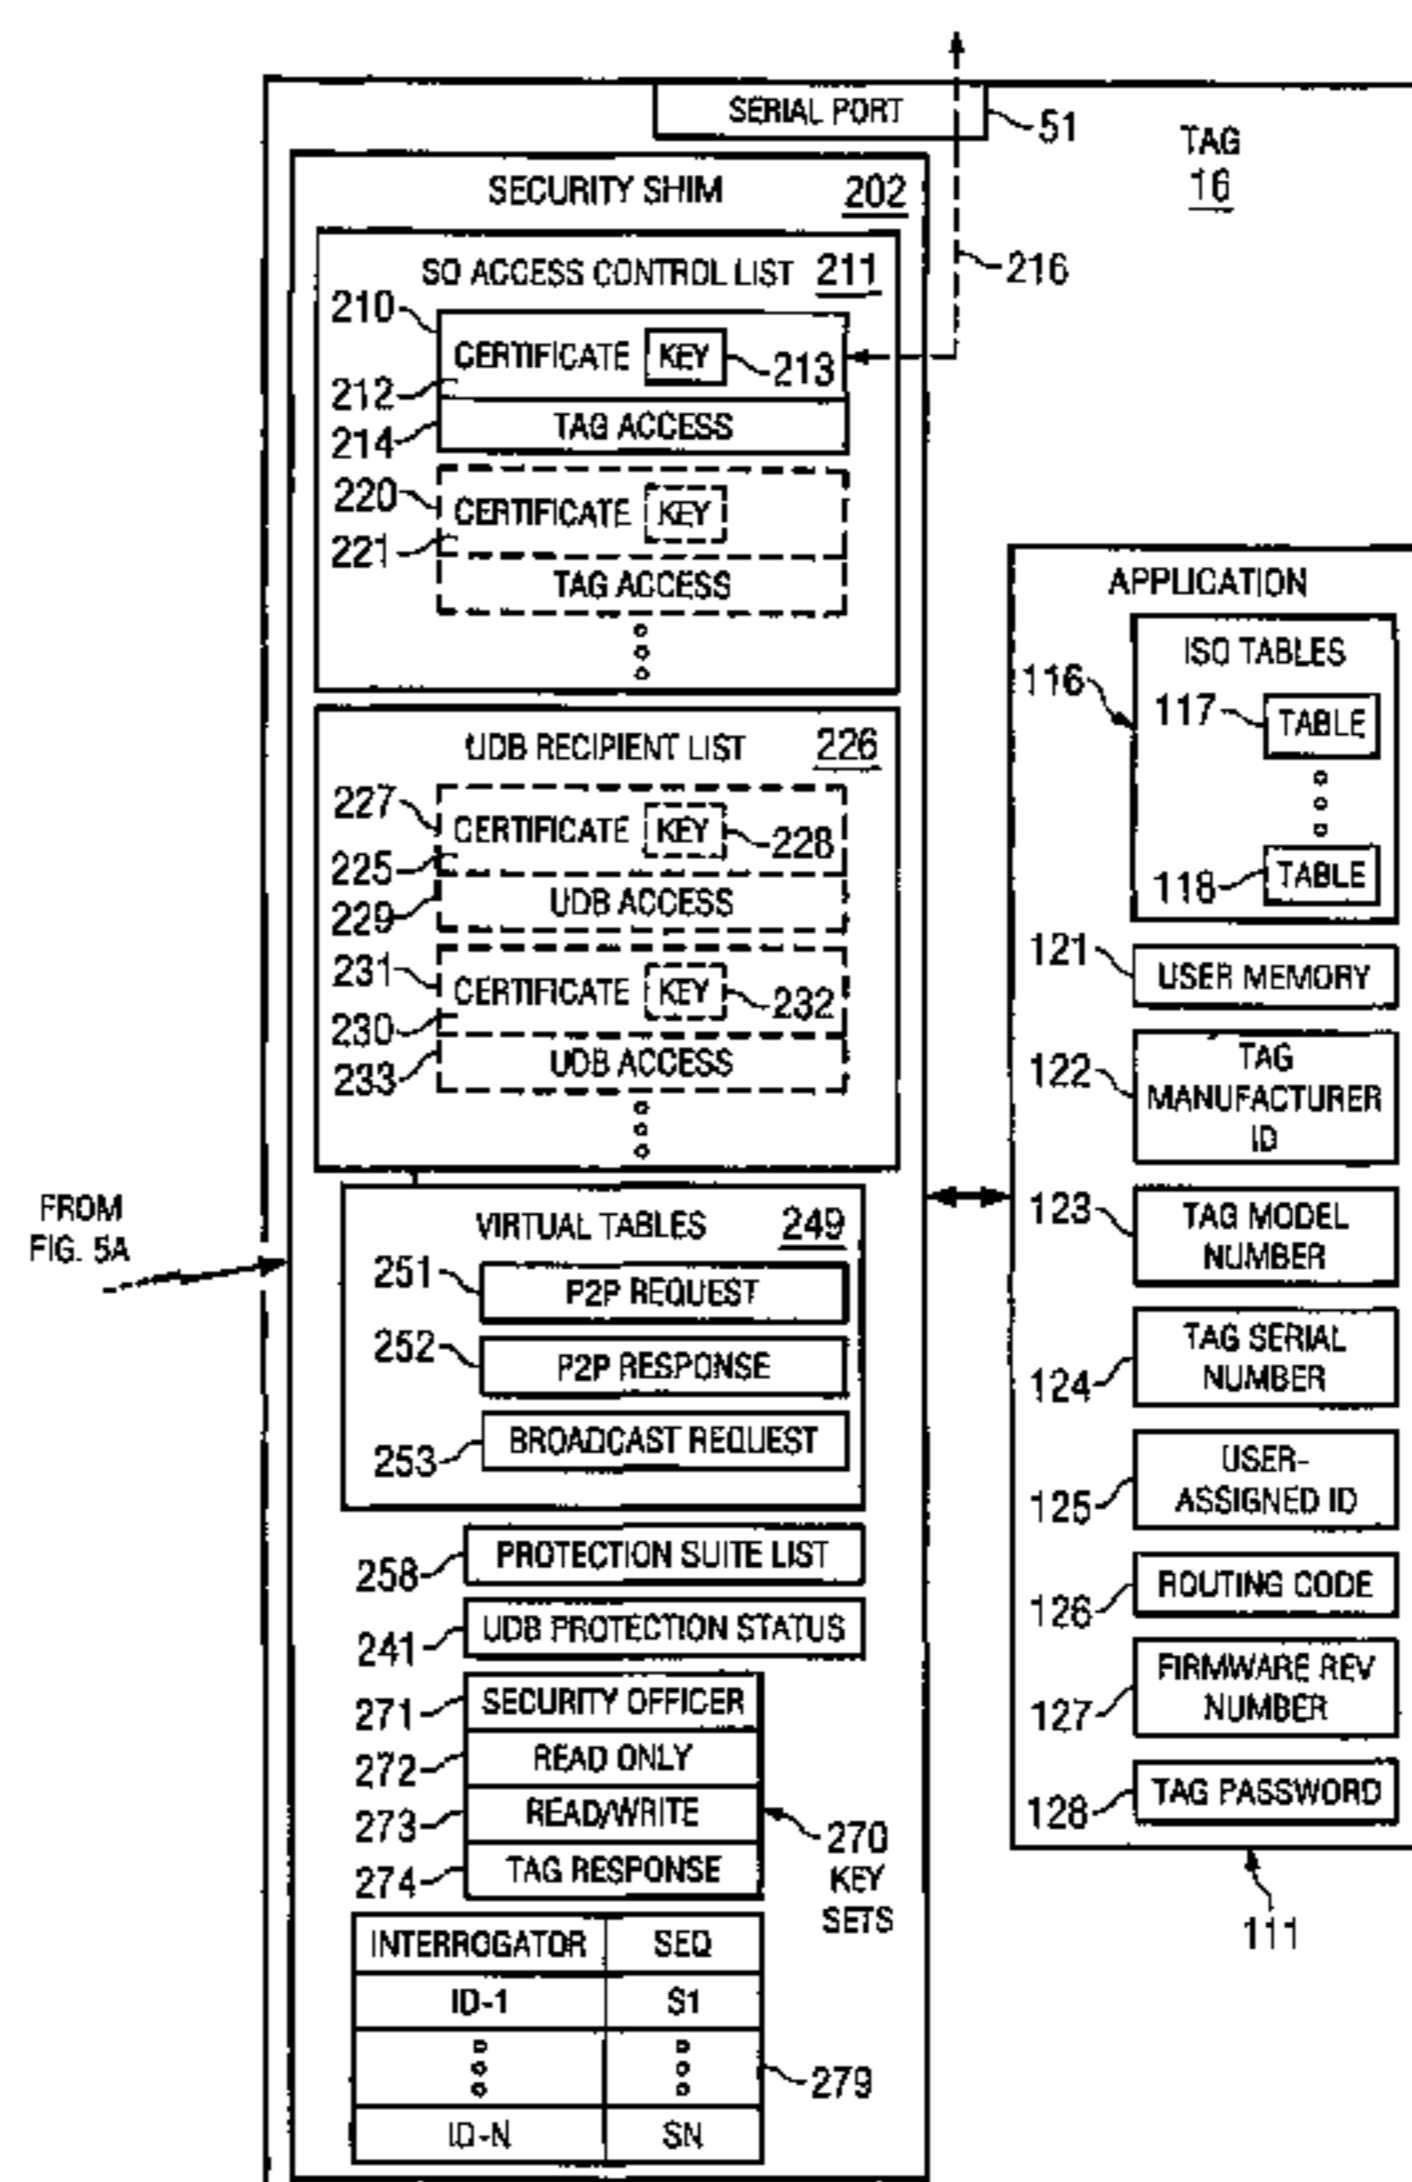 SERIAL PORT
51
TAG
16
SECURITY SHIM 202
216
SO ACCESS CONTROL LIST 211
210
CERTIFICATE KEY 213
212
214 TAG ACCESS
220
CERTIFICATE KEY
221
TAG ACCESS
UDB RECIPIENT LIST 226
227
CERTIFICATE KEY 228
225
229 UDB ACCESS
231
CERTIFICATE KEY 232
230
233 UDB ACCESS
FROM
FIG. 5A
VIRTUAL TABLES 249
251 P2P REQUEST
252 P2P RESPONSE
253 BROADCAST REQUEST
258 PROTECTION SUITE LIST
241 UDB PROTECTION STATUS
271 SECURITY OFFICER
272 READ ONLY
273 READ/WRITE
274 TAG RESPONSE
270
KEY
SETS
INTERROGATOR SEQ
ID-1 S1
279
ID-N SN
APPLICATION
ISO TABLES
116
117 TABLE
118 TABLE
121 USER MEMORY
122 TAG
MANUFACTURER
ID
123 TAG MODEL
NUMBER
124 TAG SERIAL
NUMBER
125 USER-
ASSIGNED ID
126 ROUTING CODE
127 FIRMWARE REV
NUMBER
128 TAG PASSWORD
111